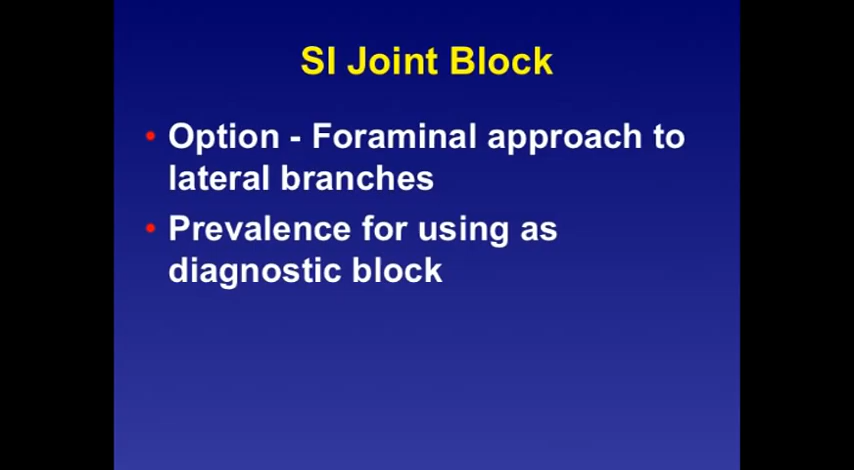 SI Joint Block
• Option - Foraminal approach to
lateral branches
• Prevalence for using as
diagnostic block